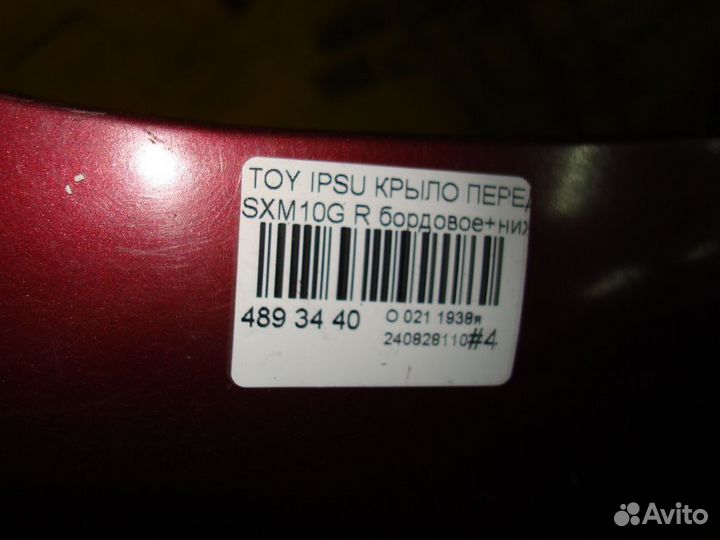 TOY IPSU КРЫЛО ПЕРЕД
SXM10G R бордовое+ниж
489 34 40
О 021 1938я
240828110#4
Avito